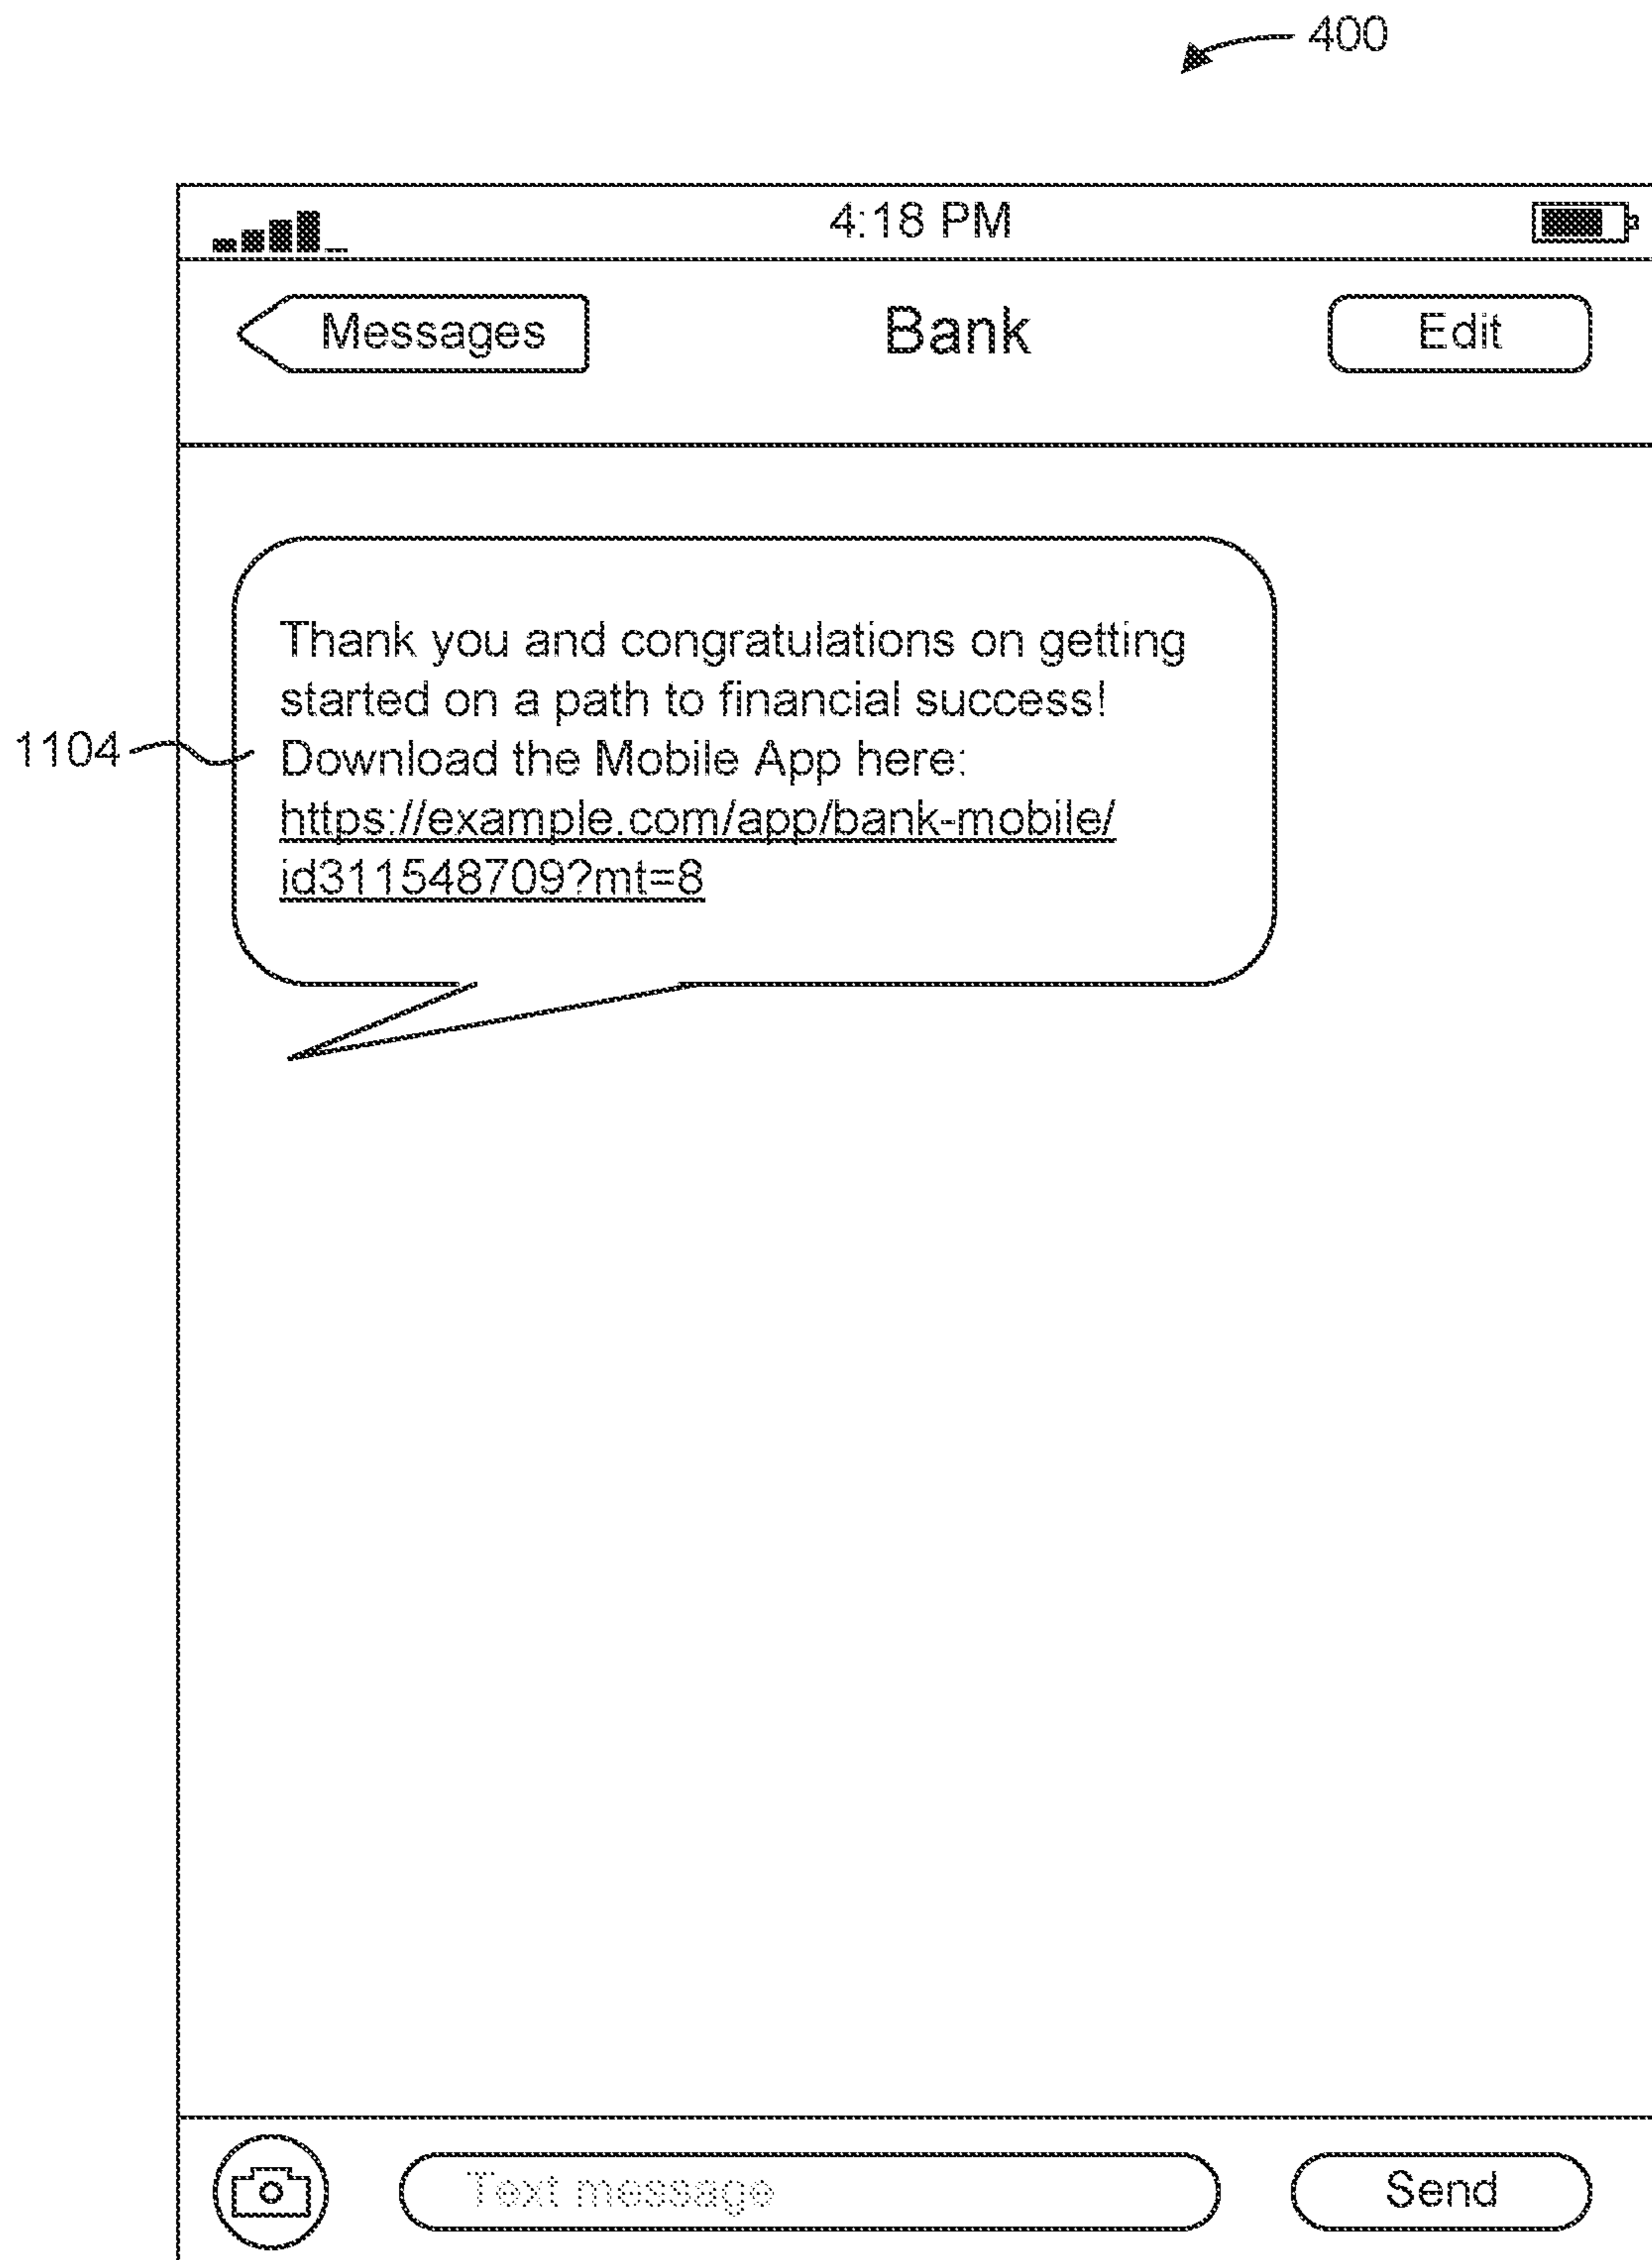 400
4:18 PM
Messages
Bank
Edit
Thank you and congratulations on getting
started on a path to financial success!
1104
Download the Mobile App here:
https://example.com/app/bank-mobile/
id311548709?mt=8
Text message
Send